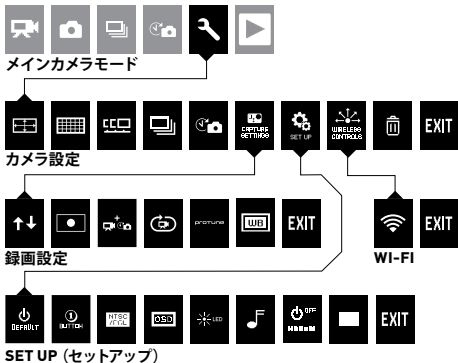 メインカメラモード
CAPTURE SETTINGS
SET UP
WIRELESS CONTROLS
EXIT
カメラ設定
PROTUNE
WB
EXIT
EXIT
録画設定
WI-FI
DEFAULT
1
BUTTON
NTSC
/PAL
OSD
LED
OFF
MANUAL
EXIT
SET UP（セットアップ）